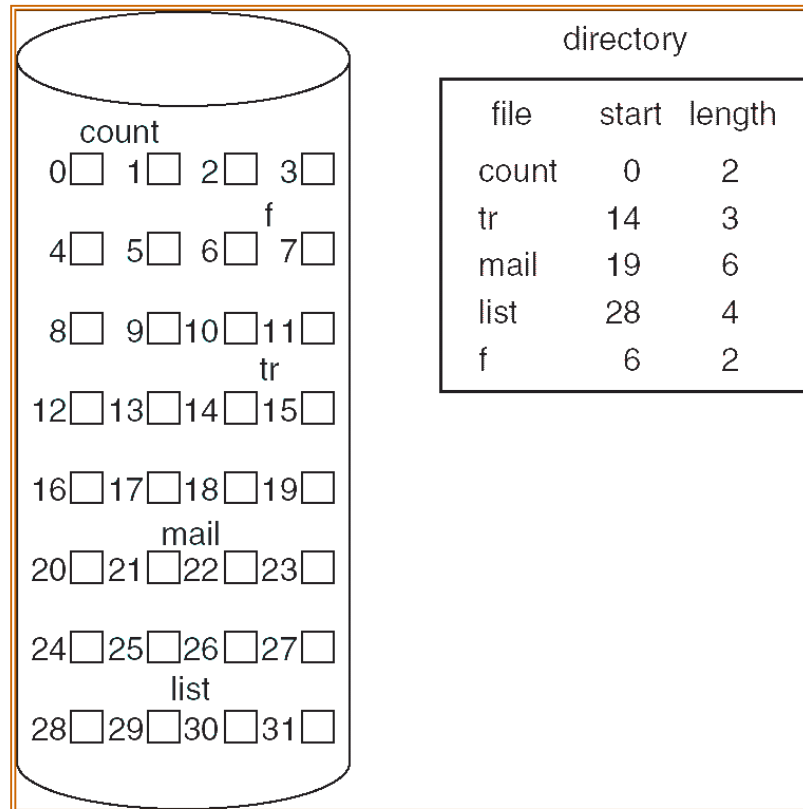 directory
file start length
count 0 2
tr 14 3
mail 19 6
list 28 4
f 6 2
count
0 1 2 3
f
4 5 6 7
8 9 10 11
tr
12 13 14 15
16 17 18 19
mail
20 21 22 23
24 25 26 27
list
28 29 30 31